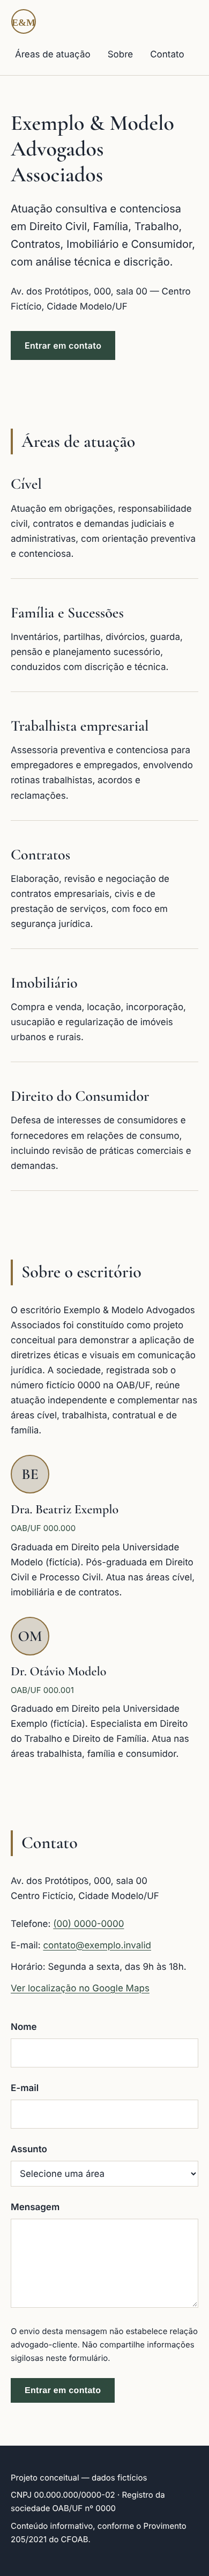 E&M
Áreas de atuação Sobre Contato
Exemplo & Modelo
Advogados
Associados
Atuação consultiva e contenciosa
em Direito Civil, Família, Trabalho,
Contratos, Imobiliário e Consumidor,
com análise técnica e discrição.
Av. dos Protótipos, 000, sala 00 — Centro
Fictício, Cidade Modelo/UF
Entrar em contato
Áreas de atuação
Cível
Atuação em obrigações, responsabilidade
civil, contratos e demandas judiciais e
administrativas, com orientação preventiva
e contenciosa.
Família e Sucessões
Inventários, partilhas, divórcios, guarda,
pensão e planejamento sucessório,
conduzidos com discrição e técnica.
Trabalhista empresarial
Assessoria preventiva e contenciosa para
empregadores e empregados, envolvendo
rotinas trabalhistas, acordos e
reclamações.
Contratos
Elaboração, revisão e negociação de
contratos empresariais, civis e de
prestação de serviços, com foco em
segurança jurídica.
Imobiliário
Compra e venda, locação, incorporação,
usucapião e regularização de imóveis
urbanos e rurais.
Direito do Consumidor
Defesa de interesses de consumidores e
fornecedores em relações de consumo,
incluindo revisão de práticas comerciais e
demandas.
Sobre o escritório
O escritório Exemplo & Modelo Advogados
Associados foi constituído como projeto
conceitual para demonstrar a aplicação de
diretrizes éticas e visuais em comunicação
jurídica. A sociedade, registrada sob o
número fictício 0000 na OAB/UF, reúne
atuação independente e complementar nas
áreas cível, trabalhista, contratual e de
família.
BE
Dra. Beatriz Exemplo
OAB/UF 000.000
Graduada em Direito pela Universidade
Modelo (fictícia). Pós-graduada em Direito
Civil e Processo Civil. Atua nas áreas cível,
imobiliária e de contratos.
OM
Dr. Otávio Modelo
OAB/UF 000.001
Graduado em Direito pela Universidade
Exemplo (fictícia). Especialista em Direito
do Trabalho e Direito de Família. Atua nas
áreas trabalhista, família e consumidor.
Contato
Av. dos Protótipos, 000, sala 00
Centro Fictício, Cidade Modelo/UF
Telefone: (00) 0000-0000
E-mail: contato@exemplo.invalid
Horário: Segunda a sexta, das 9h às 18h.
Ver localização no Google Maps
Nome
E-mail
Assunto
Selecione uma área
Mensagem
O envio desta mensagem não estabelece relação
advogado-cliente. Não compartilhe informações
sigilosas neste formulário.
Entrar em contato
Projeto conceitual — dados fictícios
CNPJ 00.000.000/0000-02 · Registro da
sociedade OAB/UF nº 0000
Conteúdo informativo, conforme o Provimento
205/2021 do CFOAB.